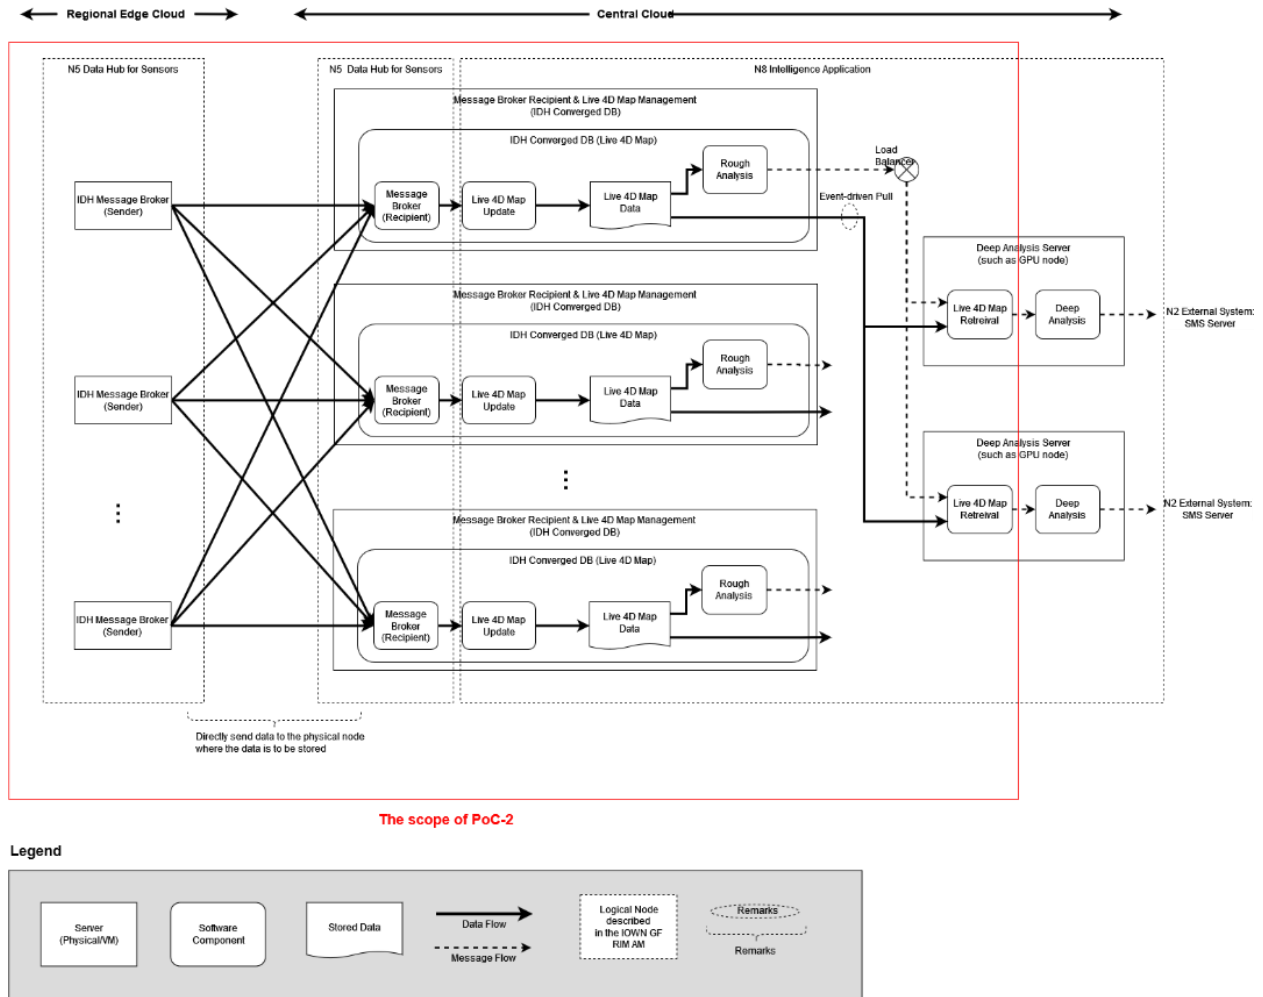 Regional Edge Cloud
Central Cloud
N5 Data Hub for Sensors
N5 Data Hub for Sensors
N8 Intelligence Application
Message Broker Recipient & Live 4D Map Management
(IDH Converged DB)
IDH Converged DB (Live 4D Map)
IDH Message Broker
(Sender)
Message
Broker
(Recipient)
Live 4D Map
Update
Live 4D Map
Data
Rough
Analysis
Load
Balancer
Event-driven Pull
Deep Analysis Server
(such as GPU node)
Live 4D Map
Retreival
Deep
Analysis
N2 External System:
SMS Server
Message Broker Recipient & Live 4D Map Management
(IDH Converged DB)
IDH Converged DB (Live 4D Map)
IDH Message Broker
(Sender)
Message
Broker
(Recipient)
Live 4D Map
Update
Live 4D Map
Data
Rough
Analysis
Deep Analysis Server
(such as GPU node)
Live 4D Map
Retreival
Deep
Analysis
N2 External System:
SMS Server
Message Broker Recipient & Live 4D Map Management
(IDH Converged DB)
IDH Converged DB (Live 4D Map)
IDH Message Broker
(Sender)
Message
Broker
(Recipient)
Live 4D Map
Update
Live 4D Map
Data
Rough
Analysis
Directly send data to the physical node
where the data is to be stored
The scope of PoC-2
Legend
Server
(Physical/VM)
Software
Component
Stored Data
Data Flow
Message Flow
Logical Node
described
in the IOWN GF
RIM AM
Remarks
Remarks